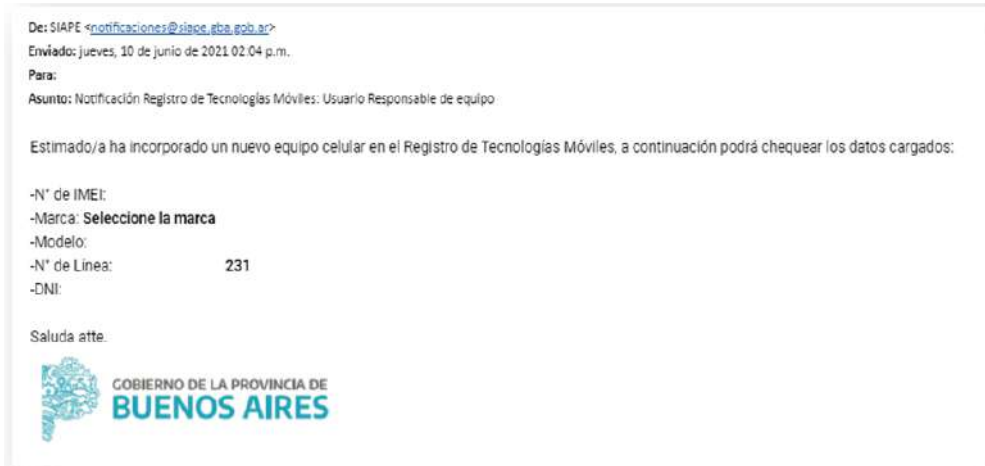 De: SIAPE <notificaciones@siape.gba.gob.ar>
Enviado: jueves, 10 de junio de 2021 02:04 p.m.
Para:
Asunto: Notificación Registro de Tecnologías Móviles: Usuario Responsable de equipo
Estimado/a ha incorporado un nuevo equipo celular en el Registro de Tecnologías Móviles, a continuación podrá chequear los datos cargados:
-N° de IMEI:
-Marca: Seleccione la marca
-Modelo:
-N° de Línea: 231
-DNI:
Saluda atte.
GOBIERNO DE LA PROVINCIA DE
BUENOS AIRES